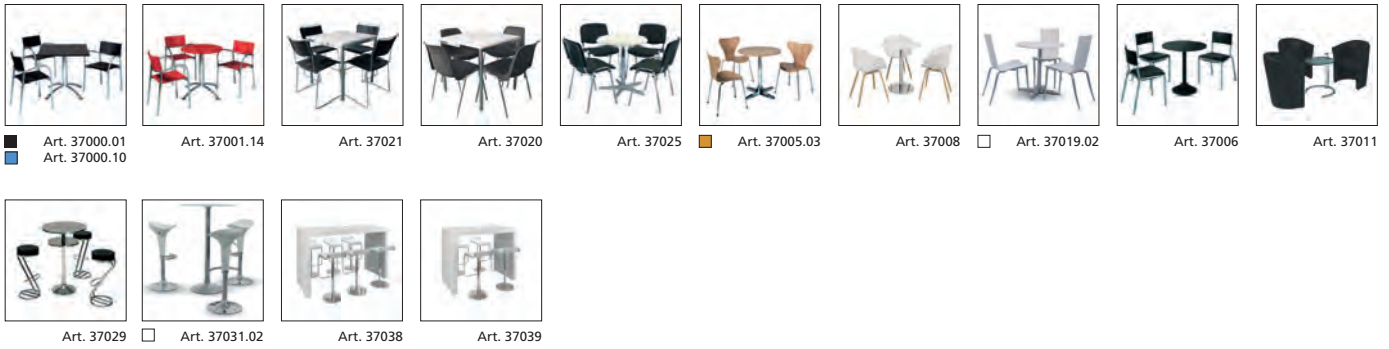 Art. 37000.01
Art. 37000.10
Art. 37001.14
Art. 37021
Art. 37020
Art. 37025
Art. 37005.03
Art. 37008
Art. 37019.02
Art. 37006
Art. 37011
Art. 37029
Art. 37031.02
Art. 37038
Art. 37039